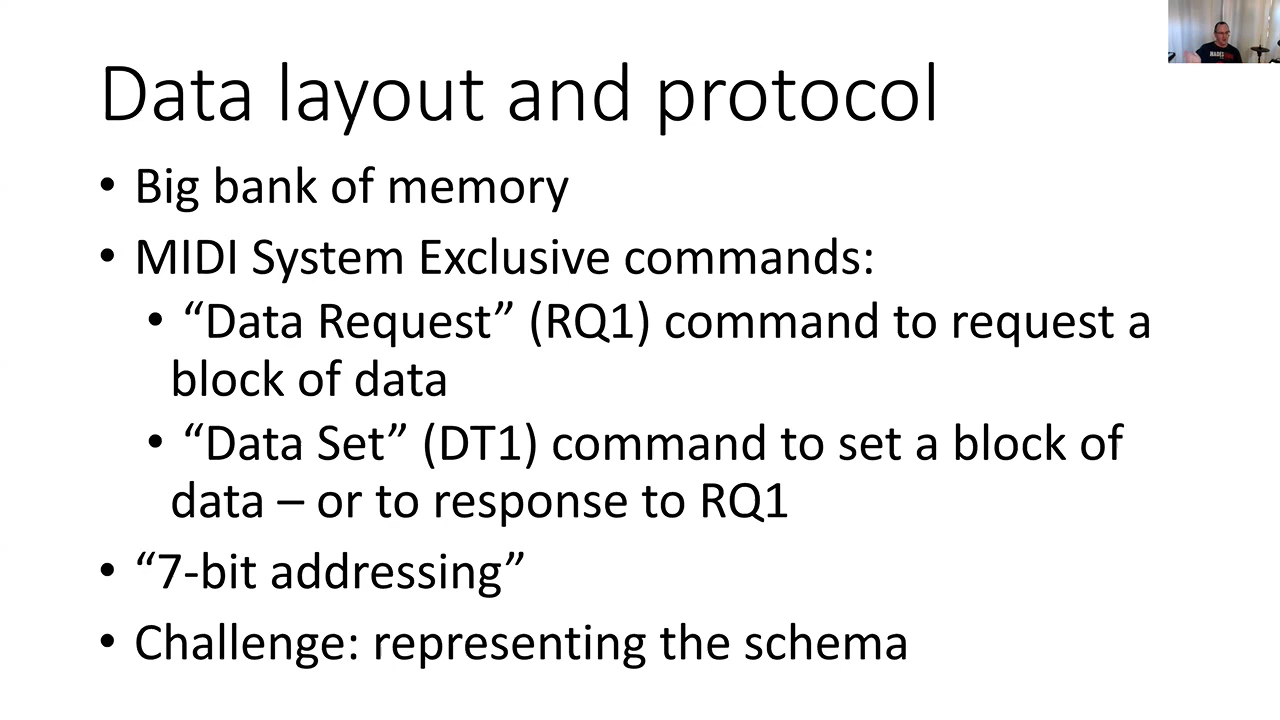 Data layout and protocol
• Big bank of memory
• MIDI System Exclusive commands:
• “Data Request” (RQ1) command to request a
block of data
• “Data Set” (DT1) command to set a block of
data – or to response to RQ1
• “7-bit addressing”
• Challenge: representing the schema